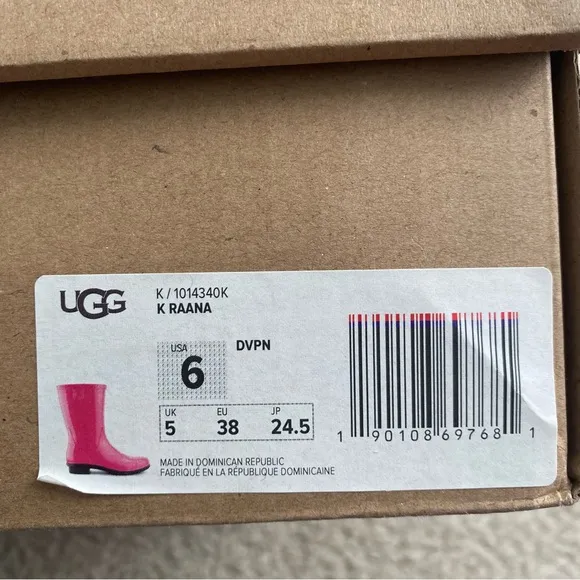 UGG
K / 1014340K
K RAANA
USA
6
DVPN
UK EU JP
5 38 24.5
1 90108 69768 1
MADE IN DOMINICAN REPUBLIC
FABRIQUÉ EN LA RÉPUBLIQUE DOMINICAINE